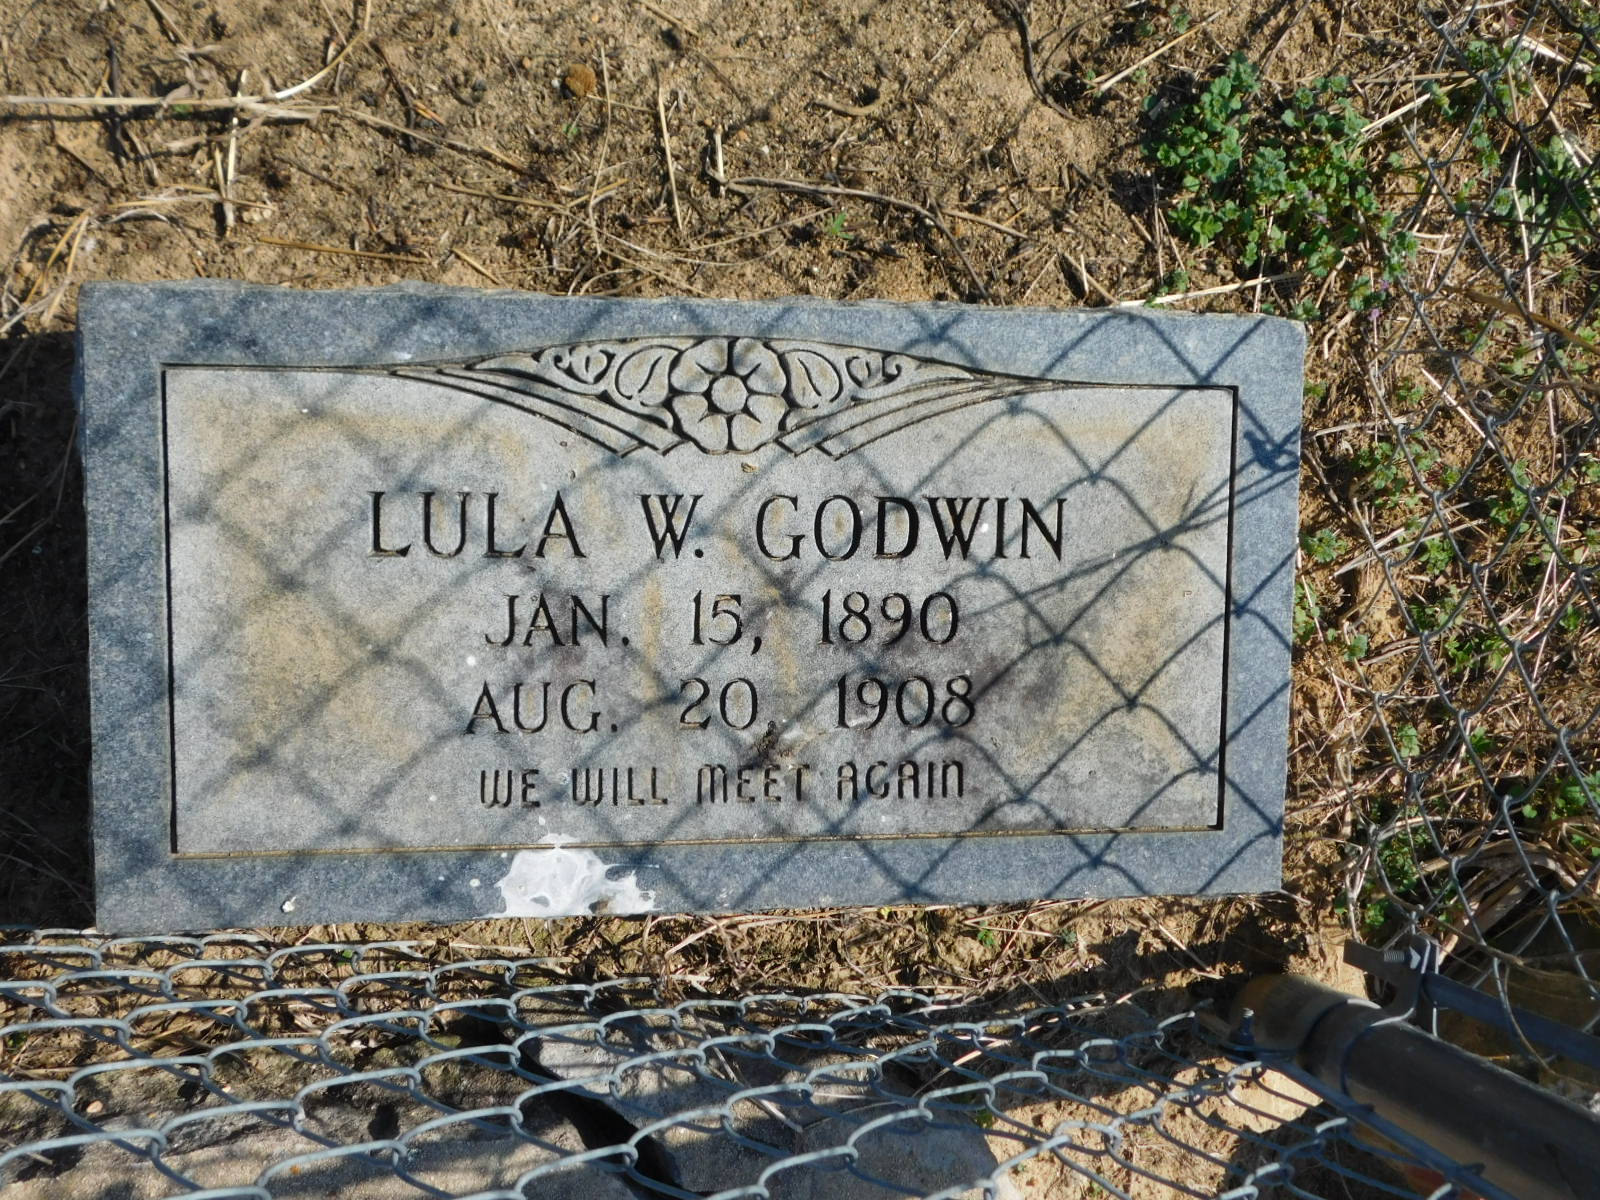 LULA W. GODWIN
JAN. 15, 1890
AUG. 20, 1908
WE WILL MEET AGAIN